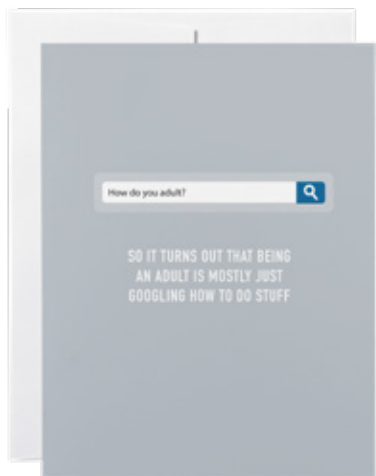 How do you adult?
SO IT TURNS OUT THAT BEING
AN ADULT IS MOSTLY JUST
GOOGLING HOW TO DO STUFF